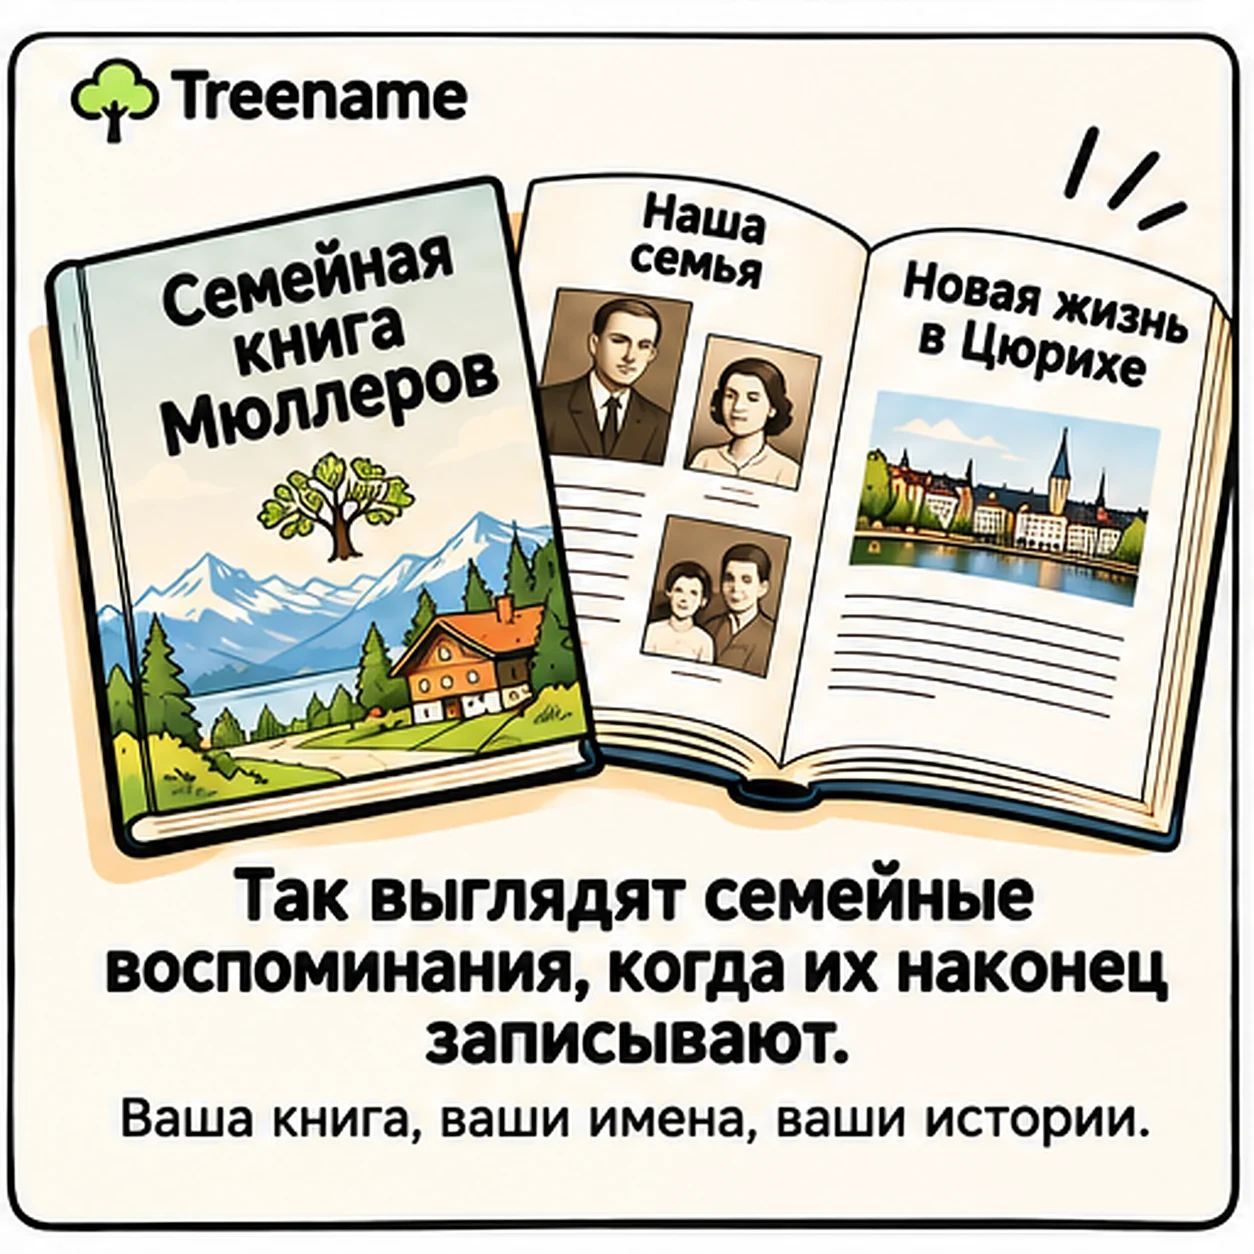 Treename
Семейная
книга
Мюллеров
Наша
семья
Новая жизнь
в Цюрихе
Так выглядят семейные
воспоминания, когда их наконец
записывают.
Ваша книга, ваши имена, ваши истории.